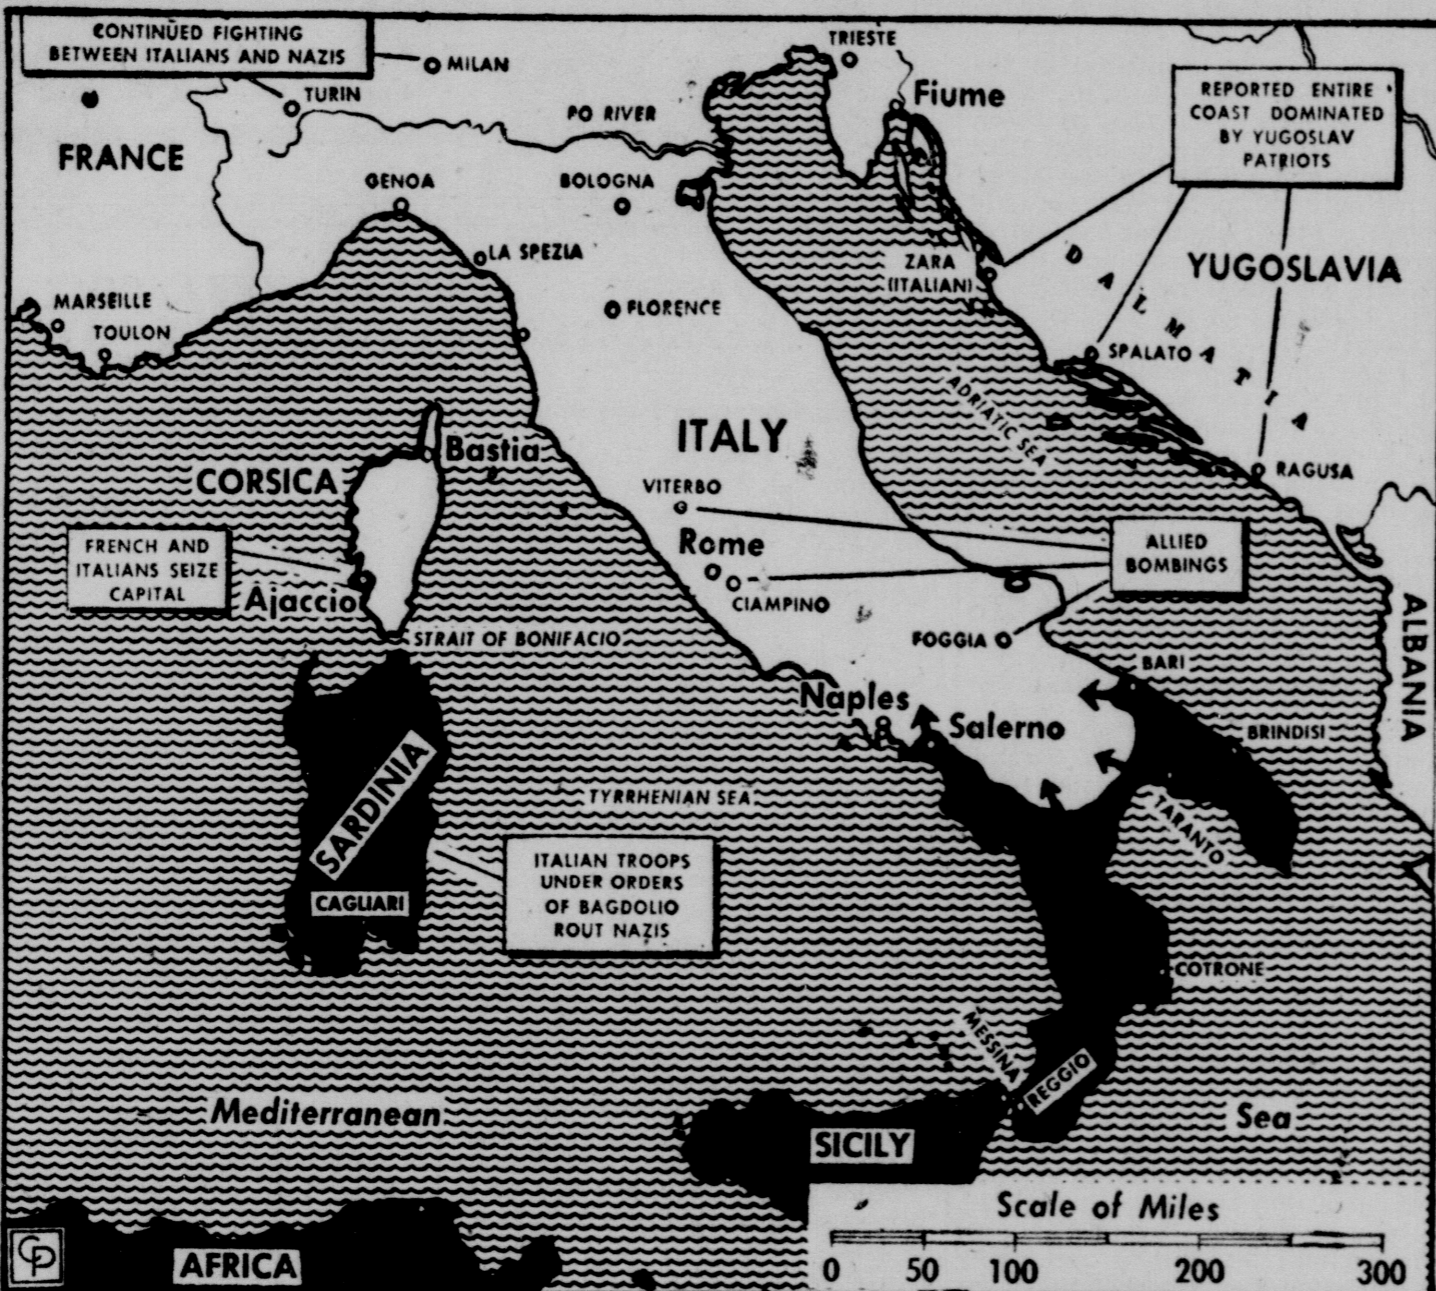 CONTINUED FIGHTING
BETWEEN ITALIANS AND NAZIS
MILAN
TURIN
TRIESTE
Fiume
PO RIVER
REPORTED ENTIRE
COAST DOMINATED
BY YUGOSLAV
PATRIOTS
FRANCE
GENOA
BOLOGNA
LA SPEZIA
ZARA
(ITALIAN)
DALMATIA
YUGOSLAVIA
MARSEILLE
TOULON
FLORENCE
SPALATO
ADRIATIC SEA
ITALY
Bastia
CORSICA
RAGUSA
VITERBO
FRENCH AND
ITALIANS SEIZE
CAPITAL
Rome
ALLIED
BOMBINGS
Ajaccio
CIAMPINO
STRAIT OF BONIFACIO
FOGGIA
ALBANIA
BARI
Naples
Salerno
BRINDISI
SARDINIA
TYRRHENIAN SEA
TARANTO
ITALIAN TROOPS
UNDER ORDERS
OF BAGDOLIO
ROUT NAZIS
CAGLIARI
COTRONE
MESSINA
REGGIO
Mediterranean
Sea
SICILY
Scale of Miles
0 50 100 200 300
CP
AFRICA